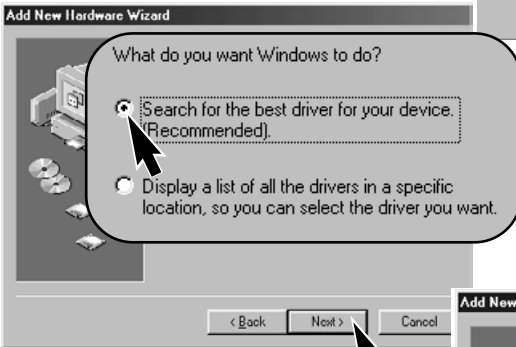 Add New Hardware Wizard
What do you want Windows to do?
Search for the best driver for your device.
(Recommended).
Display a list of all the drivers in a specific
location, so you can select the driver you want.
< Back
Next >
Cancel
Add New